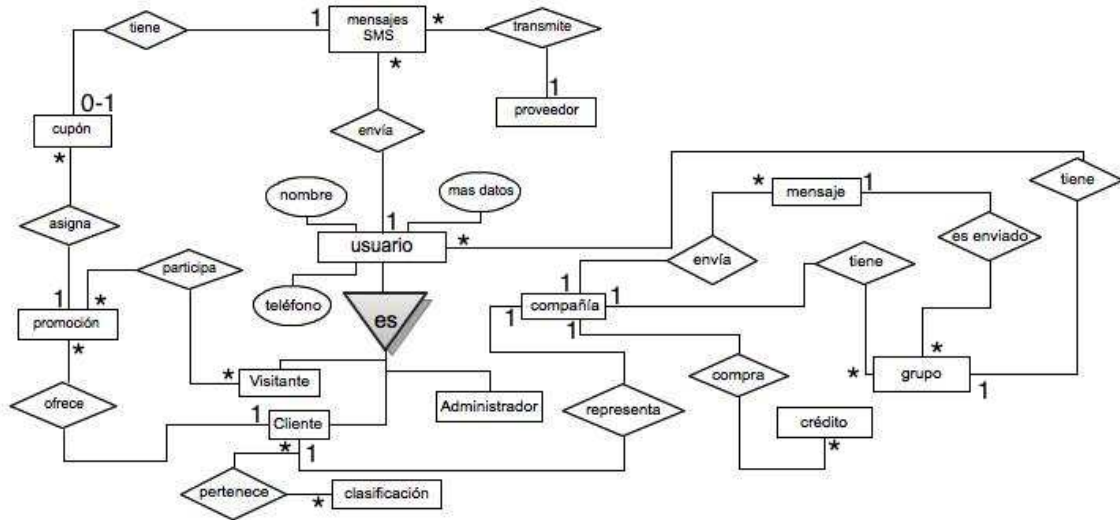 tiene
1
mensajes
SMS
*
transmite
*
1
proveedor
0-1
cupón
*
envía
1
nombre
mas datos
usuario
*
teléfono
es
asigna
1
promoción
*
*
participa
*
Visitante
Administrador
ofrece
1
Cliente
*
1
pertenece
*
clasificación
tiene
*
mensaje
1
envía
es enviado
1
compañía
1
1
1
tiene
*
*
grupo
1
compra
representa
crédito
*